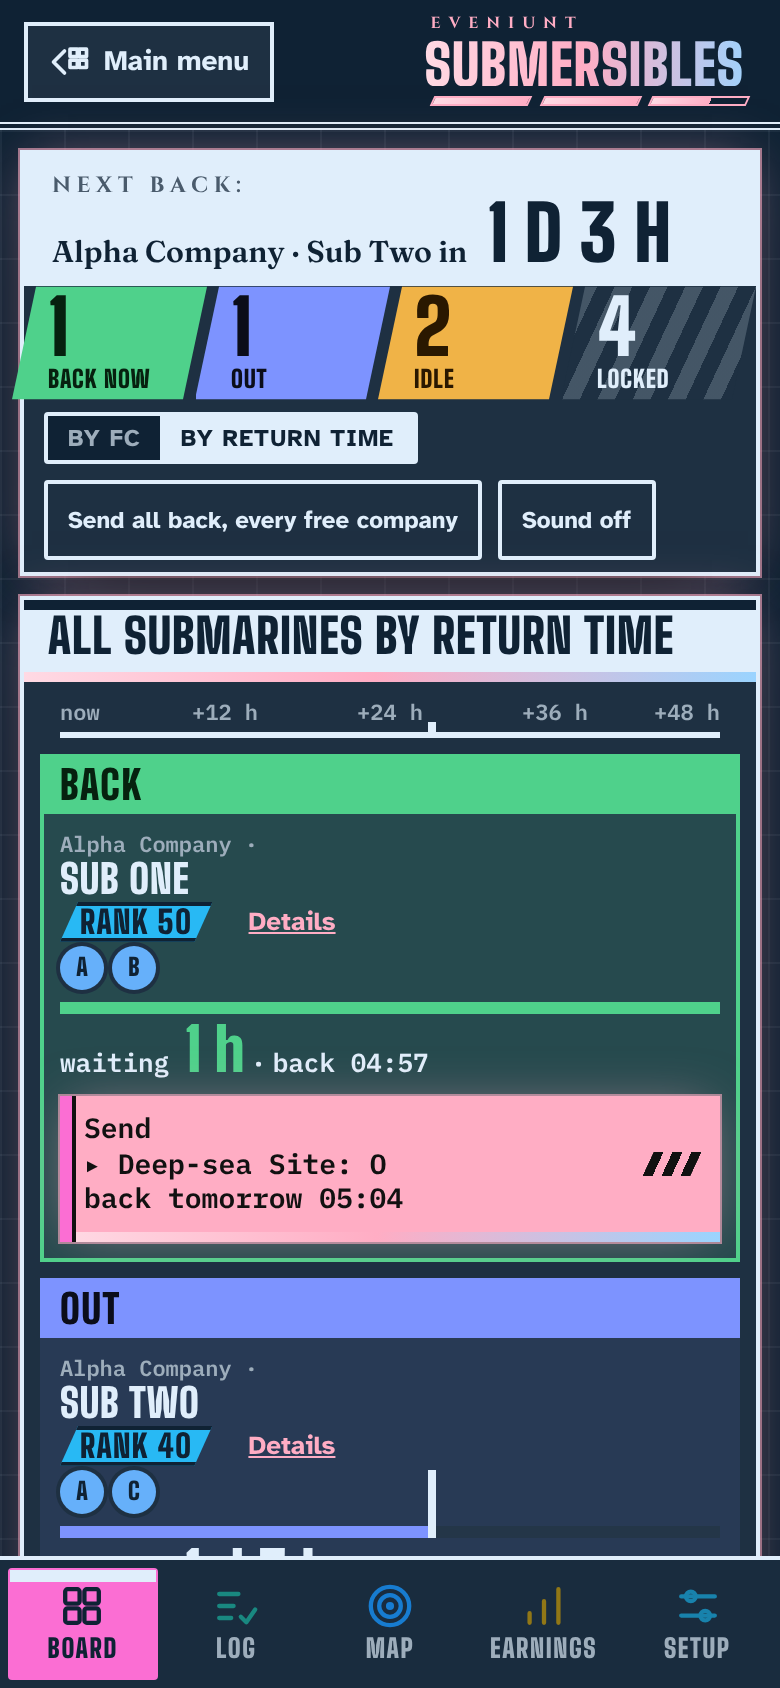 Main menu
EVENIUNT
SUBMERSIBLES
NEXT BACK:
Alpha Company · Sub Two in 1D3H
1
BACK NOW
1
OUT
2
IDLE
4
LOCKED
BY FC
BY RETURN TIME
Send all back, every free company
Sound off
ALL SUBMARINES BY RETURN TIME
now +12 h +24 h +36 h +48 h
BACK
Alpha Company ·
SUB ONE
RANK 50 Details
A B
waiting 1h · back 04:57
Send
▸ Deep-sea Site: O
back tomorrow 05:04
OUT
Alpha Company ·
SUB TWO
RANK 40 Details
A C
BOARD
LOG
MAP
EARNINGS
SETUP